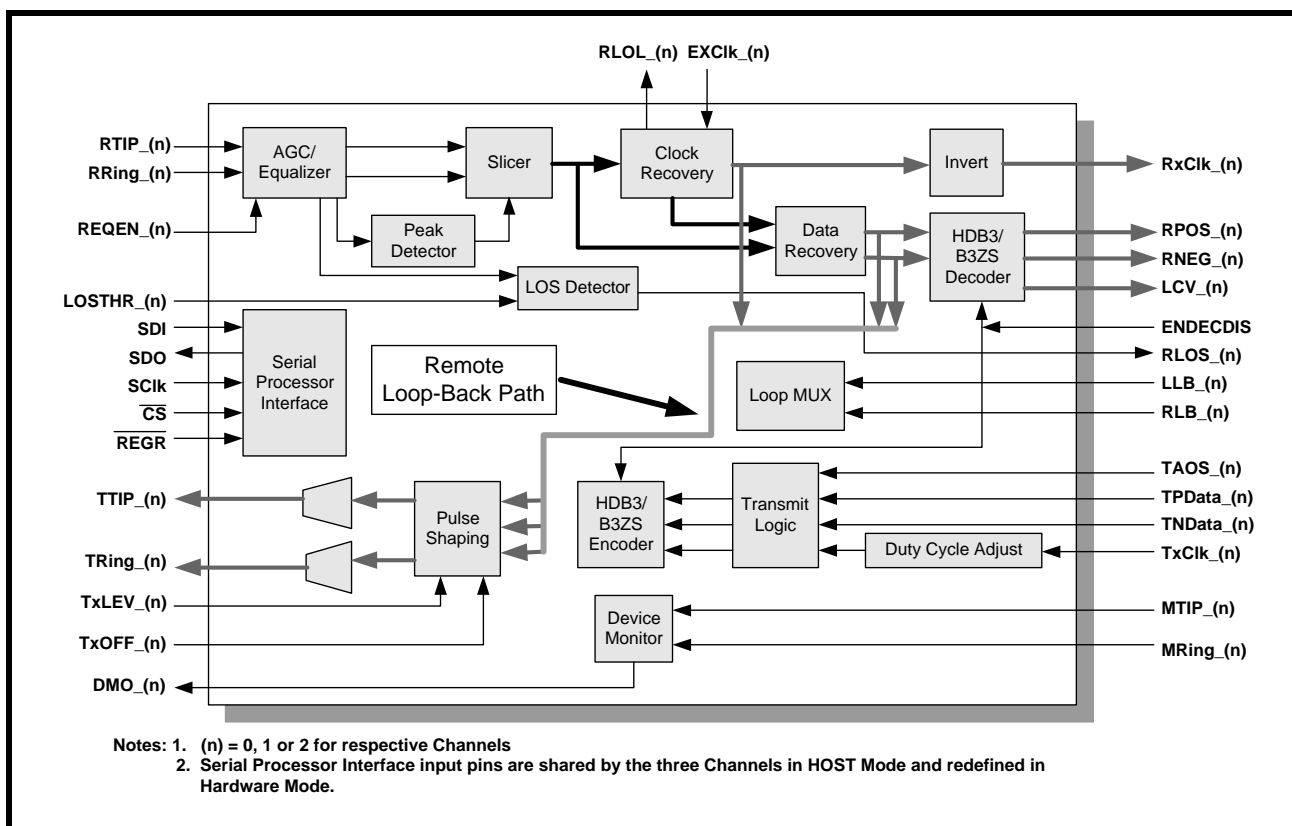 RLOL_(n) EXClk_(n)
RTIP_(n)
RRing_(n)
REQEN_(n)
LOSTHR_(n)
SDI
SDO
SClk
CS
REGR
TTIP_(n)
TRing_(n)
TxLEV_(n)
TxOFF_(n)
DMO_(n)
AGC/
Equalizer
Slicer
Clock
Recovery
Invert
Peak
Detector
Data
Recovery
HDB3/
B3ZS
Decoder
LOS Detector
Serial
Processor
Interface
Remote
Loop-Back Path
Loop MUX
Pulse
Shaping
HDB3/
B3ZS
Encoder
Transmit
Logic
Duty Cycle Adjust
Device
Monitor
RxClk_(n)
RPOS_(n)
RNEG_(n)
LCV_(n)
ENDECDIS
RLOS_(n)
LLB_(n)
RLB_(n)
TAOS_(n)
TPData_(n)
TNData_(n)
TxClk_(n)
MTIP_(n)
MRing_(n)
Notes: 1. (n) = 0, 1 or 2 for respective Channels
2. Serial Processor Interface input pins are shared by the three Channels in HOST Mode and redefined in
Hardware Mode.